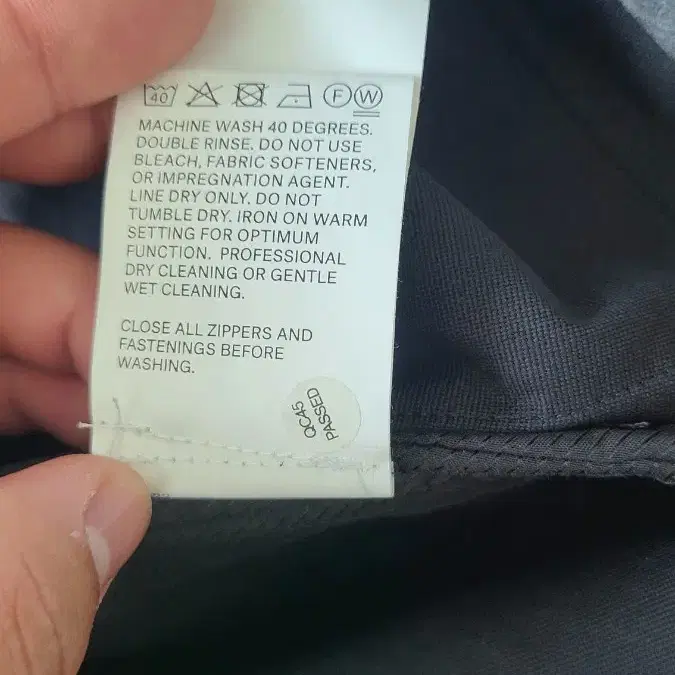 40 F W
MACHINE WASH 40 DEGREES.
DOUBLE RINSE. DO NOT USE
BLEACH, FABRIC SOFTENERS,
OR IMPREGNATION AGENT.
LINE DRY ONLY. DO NOT
TUMBLE DRY. IRON ON WARM
SETTING FOR OPTIMUM
FUNCTION. PROFESSIONAL
DRY CLEANING OR GENTLE
WET CLEANING.
CLOSE ALL ZIPPERS AND
FASTENINGS BEFORE
WASHING.
QC45
PASSED